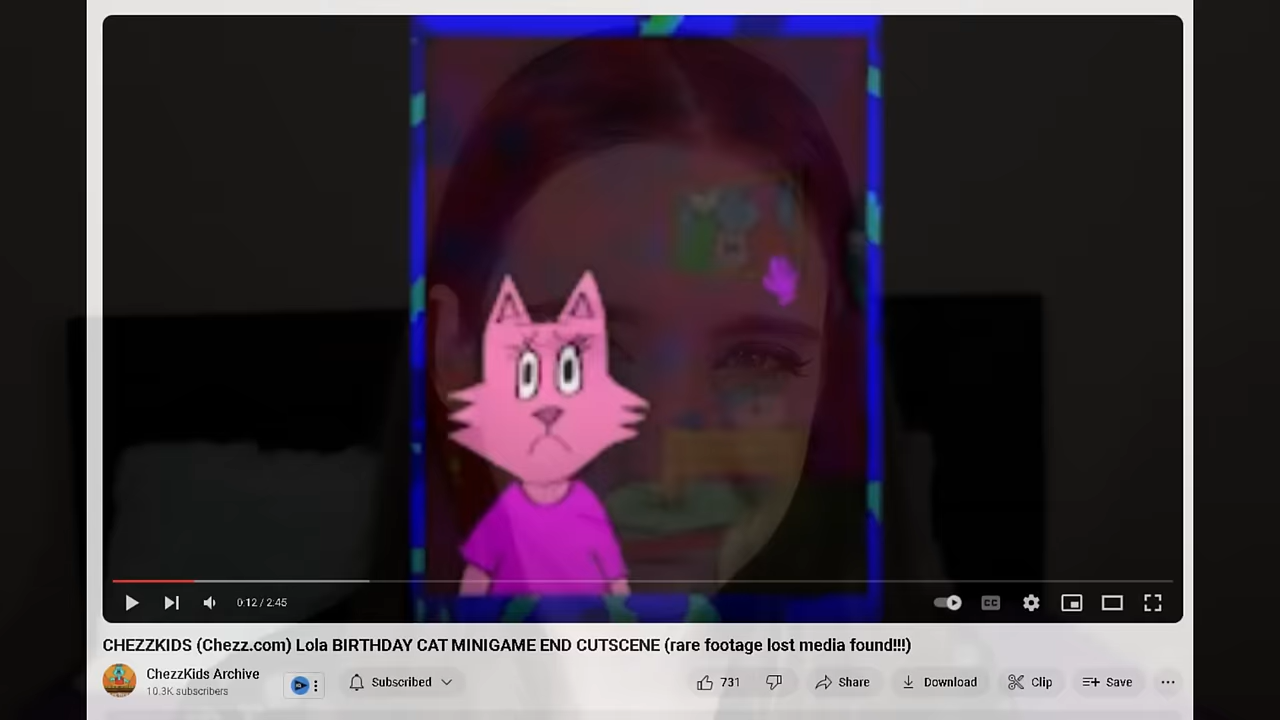 0:12 / 2:45
CC
CHEZZKIDS (Chezz.com) Lola BIRTHDAY CAT MINIGAME END CUTSCENE (rare footage lost media found!!!)
ChezzKids Archive
10.3K subscribers
Subscribed
731
Share
Download
Clip
Save